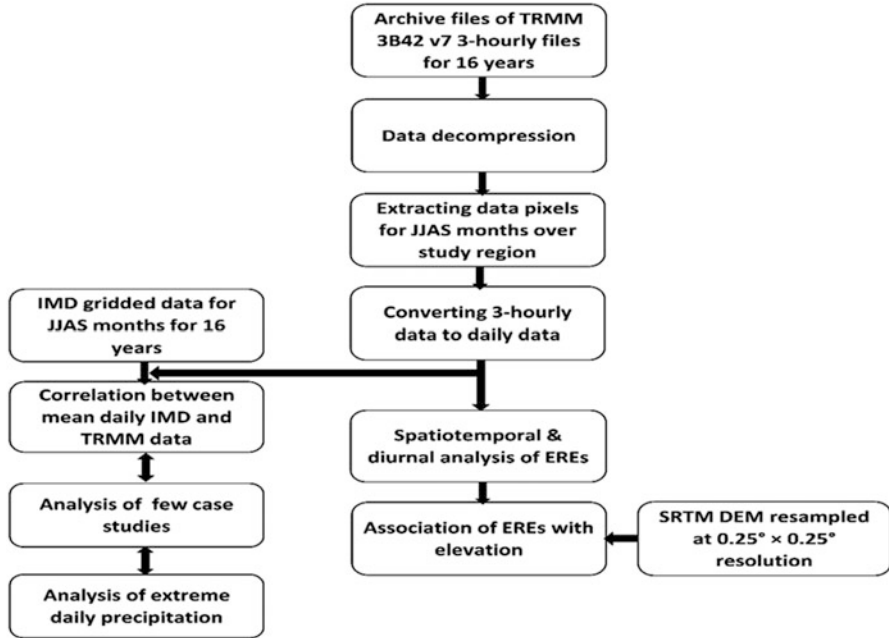 Archive files of TRMM
3B42 v7 3-hourly files
for 16 years
Data decompression
Extracting data pixels
for JJAS months over
study region
IMD gridded data for
JJAS months for 16
years
Converting 3-hourly
data to daily data
Correlation between
mean daily IMD and
TRMM data
Spatiotemporal &
diurnal analysis of EREs
Analysis of few case
studies
Association of EREs with
elevation
SRTM DEM resampled
at 0.25° × 0.25°
resolution
Analysis of extreme
daily precipitation